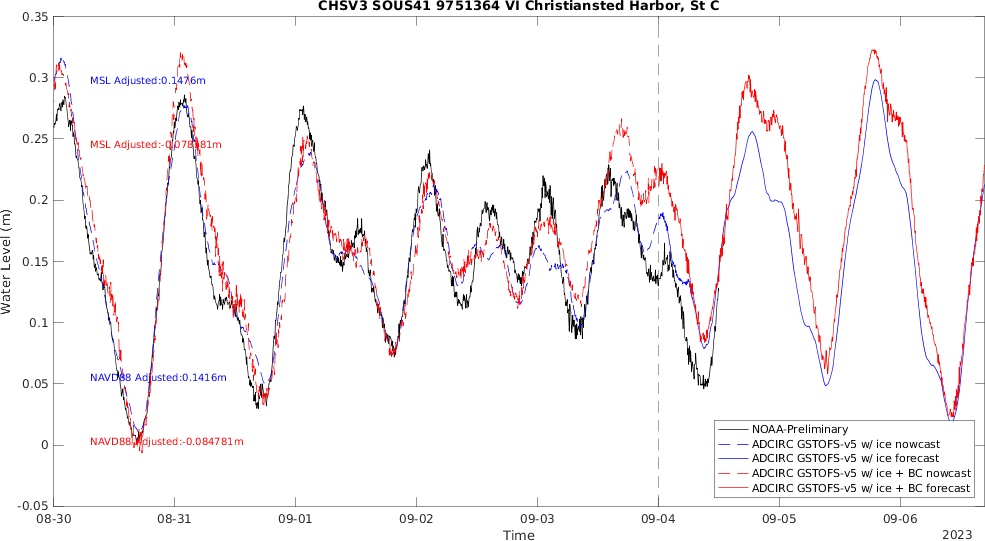 CHSV3 SOUS41 9751364 VI Christiansted Harbor, St C
0.35
0.3
0.25
0.2
0.15
0.1
0.05
0
-0.05
Water Level (m)
MSL Adjusted:0.1476m
MSL Adjusted:-0.078781m
NAVD88 Adjusted:0.1416m
NAVD88 Adjusted:-0.084781m
NOAA-Preliminary
ADCIRC GSTOFS-v5 w/ ice nowcast
ADCIRC GSTOFS-v5 w/ ice forecast
ADCIRC GSTOFS-v5 w/ ice + BC nowcast
ADCIRC GSTOFS-v5 w/ ice + BC forecast
08-30 08-31 09-01 09-02 09-03 09-04 09-05 09-06
Time
2023